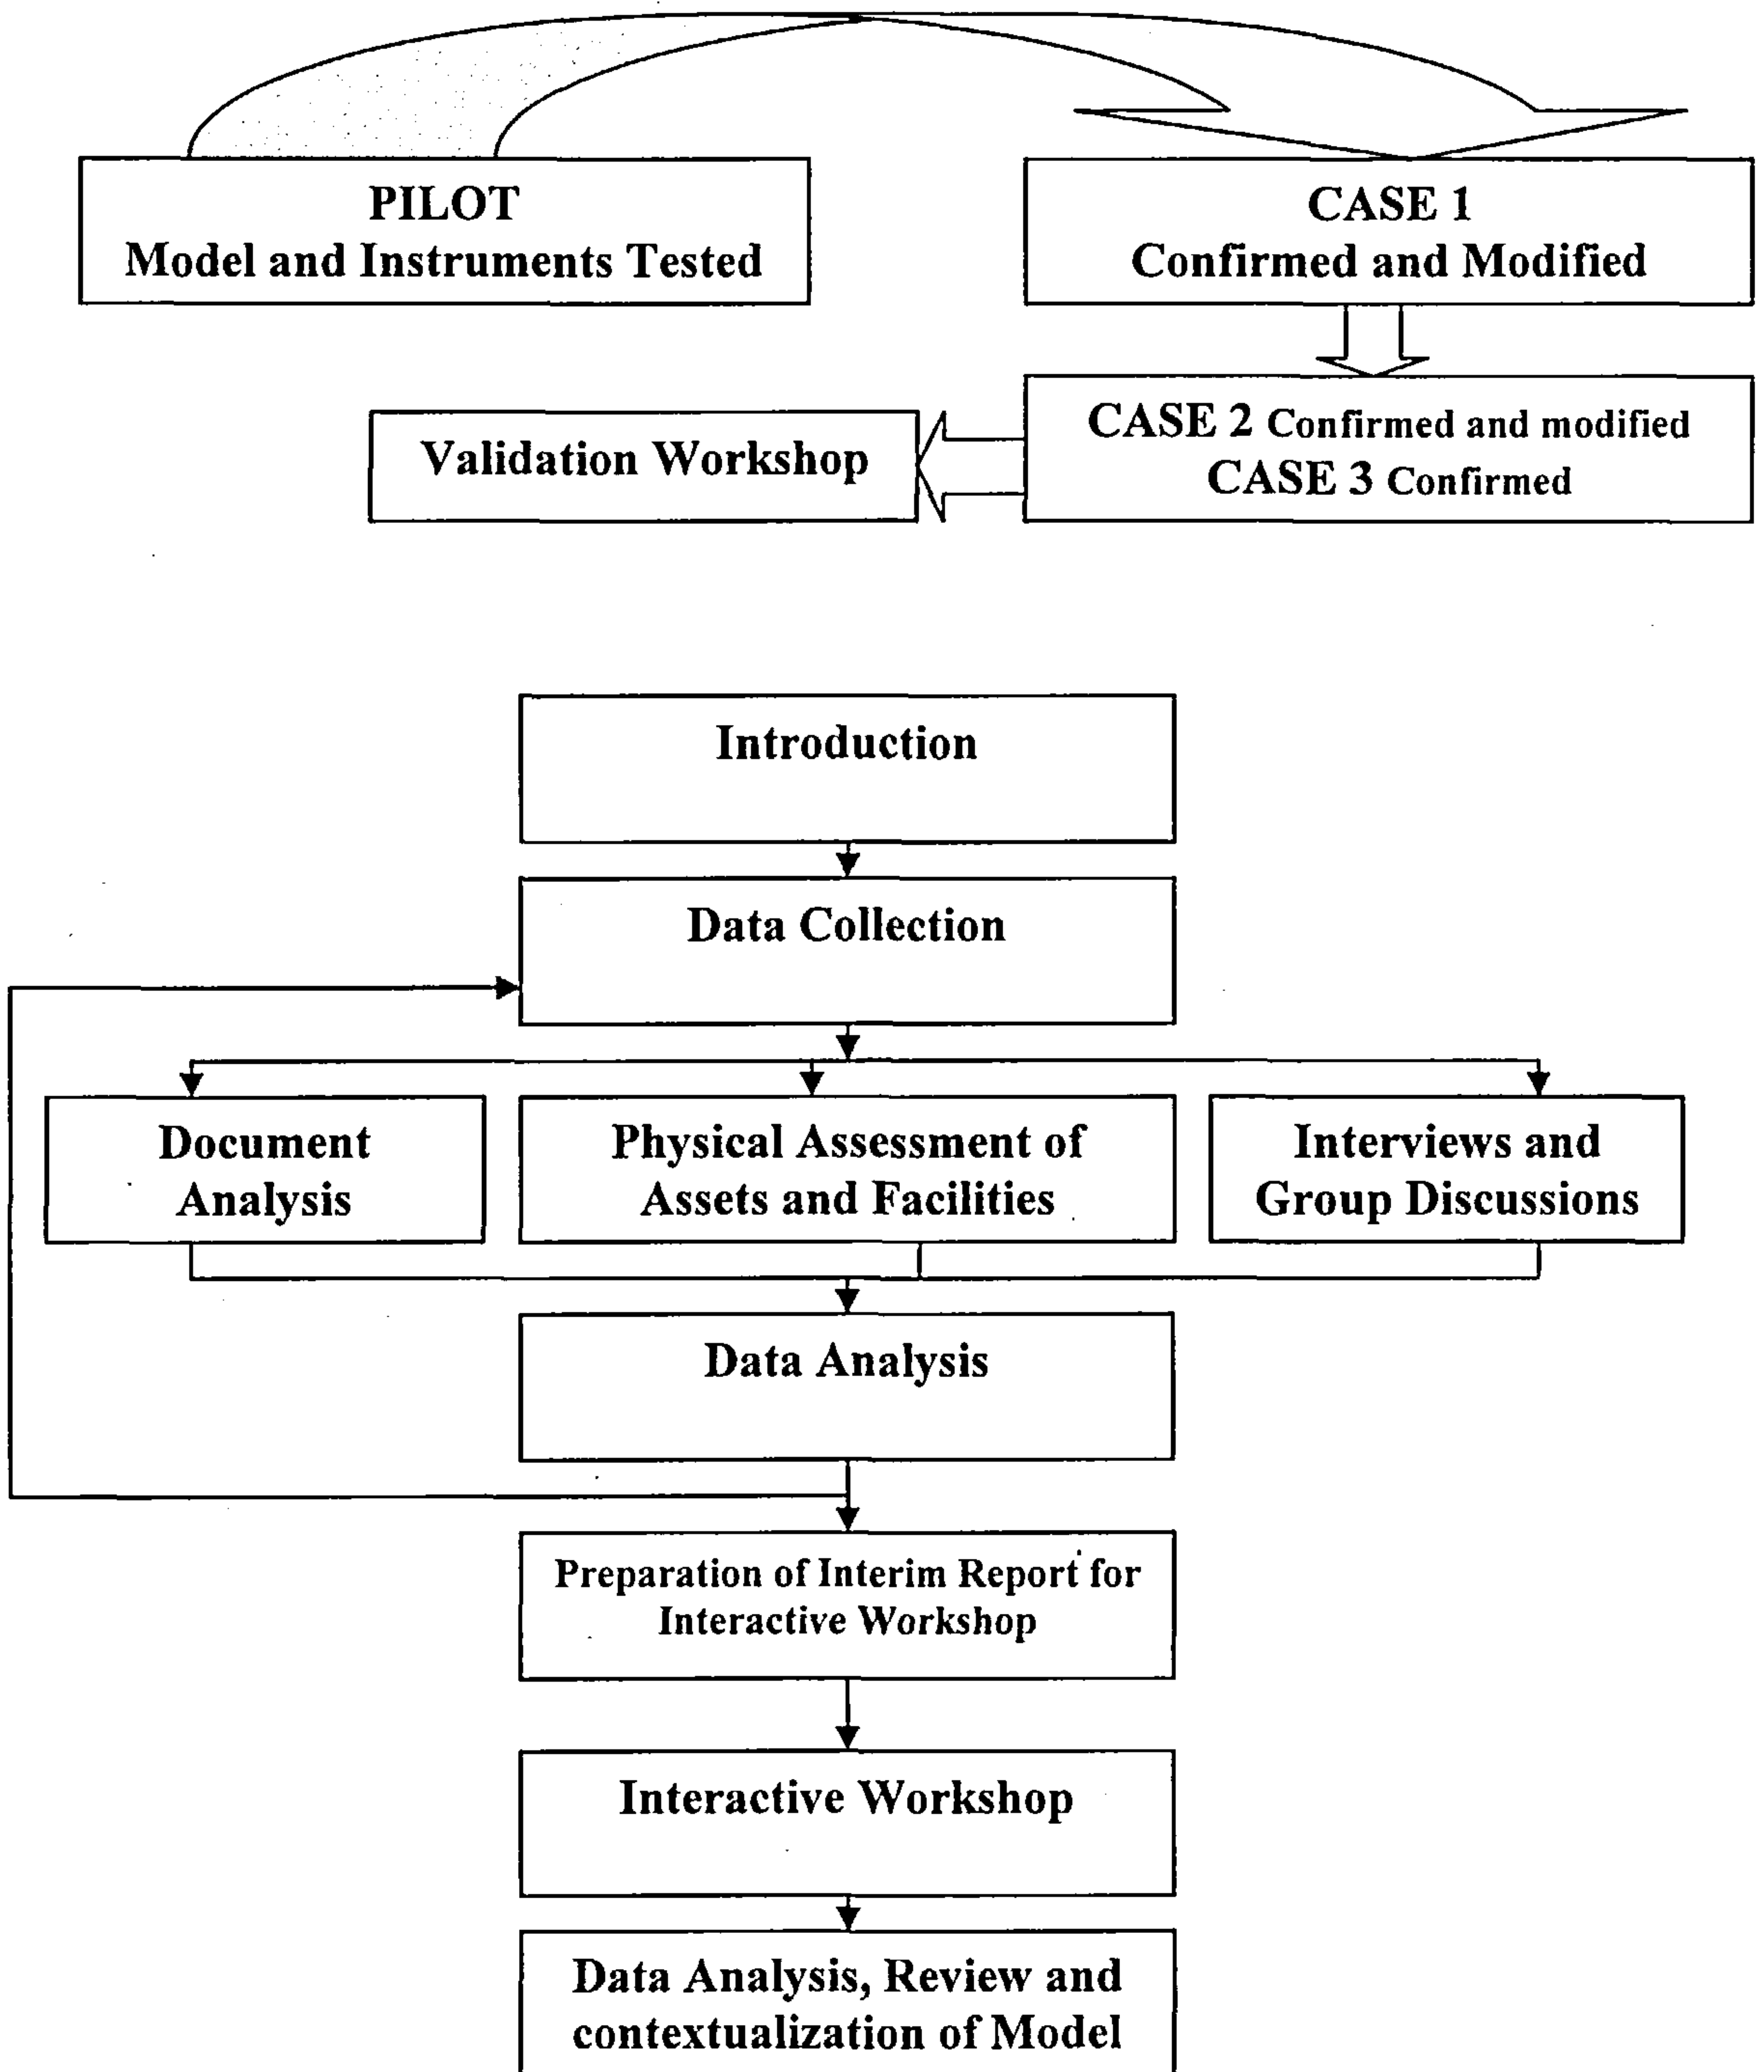 PILOT
Model and Instruments Tested
CASE 1
Confirmed and Modified
CASE 2 Confirmed and modified
CASE 3 Confirmed
Validation Workshop
Introduction
Data Collection
Document
Analysis
Physical Assessment of
Assets and Facilities
Interviews and
Group Discussions
Data Analysis
Preparation of Interim Report for
Interactive Workshop
Interactive Workshop
Data Analysis, Review and
contextualization of Model